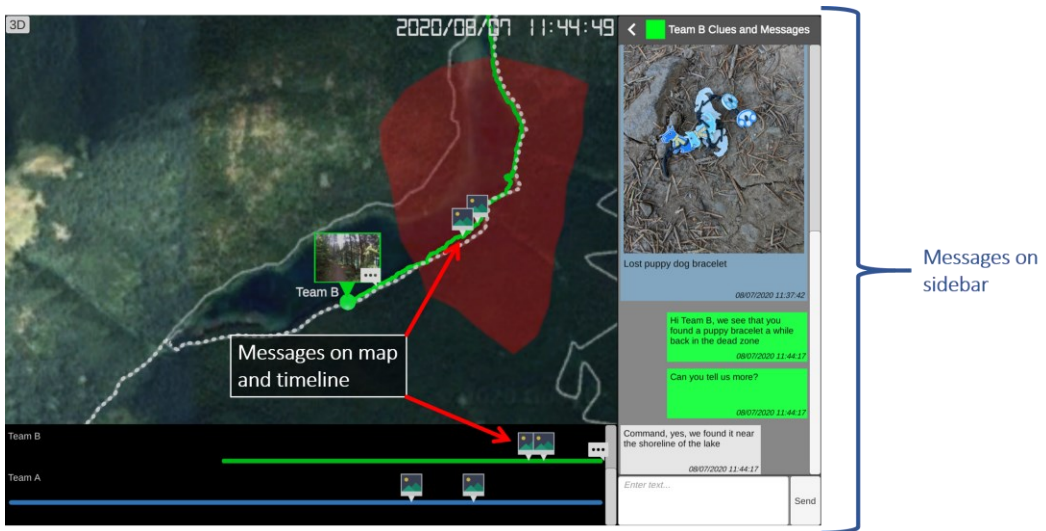 3D
2020/08/07 11:44:49
Team B Clues and Messages
Lost puppy dog bracelet
08/07/2020 11:37:42
Hi Team B, we see that you
found a puppy bracelet a while
back in the dead zone
08/07/2020 11:44:17
Can you tell us more?
08/07/2020 11:44:17
Command, yes, we found it near
the shoreline of the lake
08/07/2020 11:44:17
Enter text...
Send
Team B
Messages on map
and timeline
Team B
Team A
Messages on
sidebar